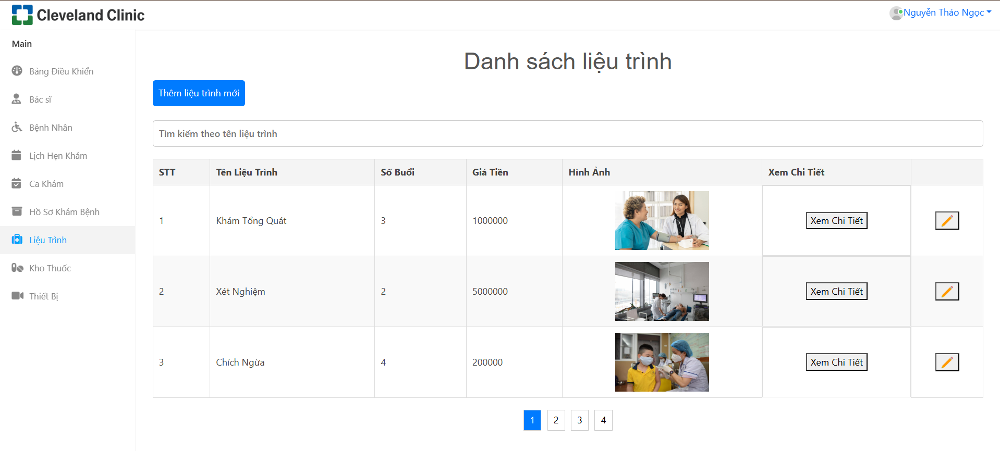 Cleveland Clinic
Nguyễn Thảo Ngọc
Main
Bảng Điều Khiển
Bác sĩ
Bệnh Nhân
Lịch Hẹn Khám
Ca Khám
Hồ Sơ Khám Bệnh
Liệu Trình
Kho Thuốc
Thiết Bị
Danh sách liệu trình
Thêm liệu trình mới
Tìm kiếm theo tên liệu trình
STT Tên Liệu Trình Số Buổi Giá Tiền Hình Ảnh Xem Chi Tiết
1 Khám Tổng Quát 3 1000000 Xem Chi Tiết
2 Xét Nghiệm 2 5000000 Xem Chi Tiết
3 Chích Ngừa 4 200000 Xem Chi Tiết
1 2 3 4